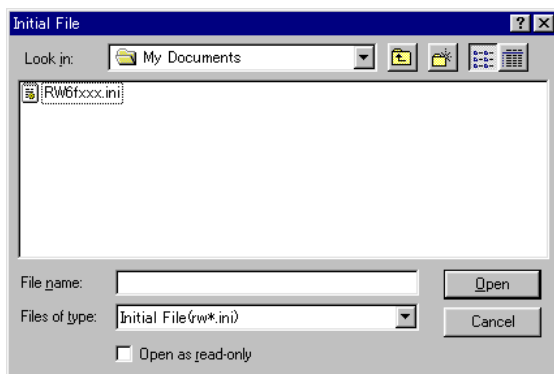 Initial File
Look in: My Documents
RW6fxxx.ini
File name: Open
Files of type: Initial File(rw*.ini) Cancel
Open as read-only